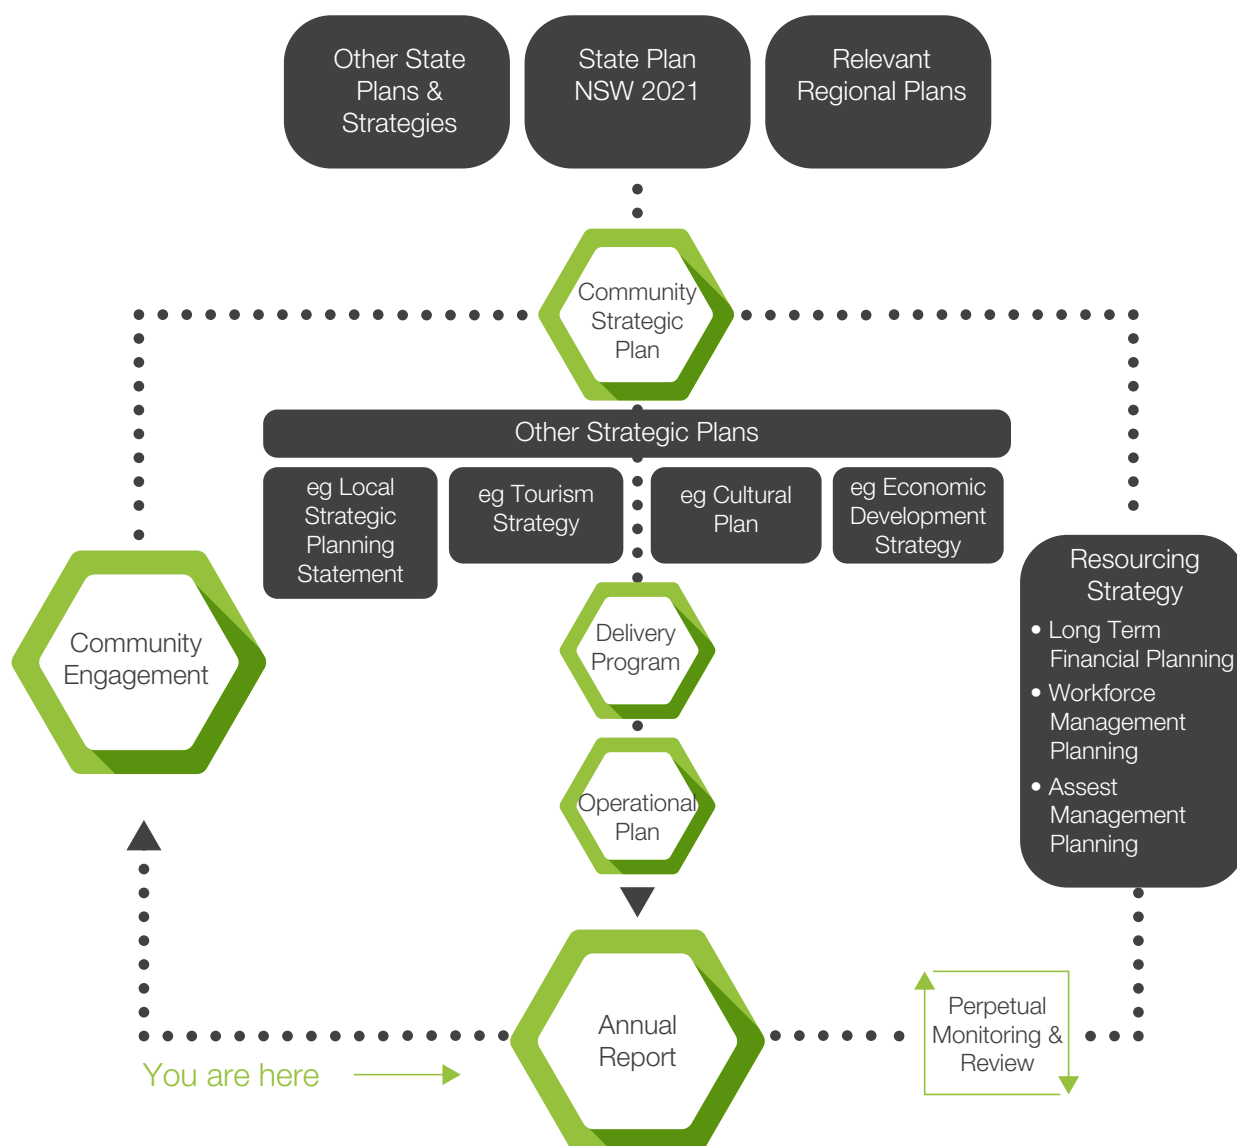 Other State
Plans &
Strategies
State Plan
NSW 2021
Relevant
Regional Plans
Community
Strategic
Plan
Other Strategic Plans
eg Local
Strategic
Planning
Statement
eg Tourism
Strategy
eg Cultural
Plan
eg Economic
Development
Strategy
Community
Engagement
Delivery
Program
Resourcing
Strategy
• Long Term
Financial Planning
• Workforce
Management
Planning
• Assest
Management
Planning
Operational
Plan
Annual
Report
Perpetual
Monitoring &
Review
You are here